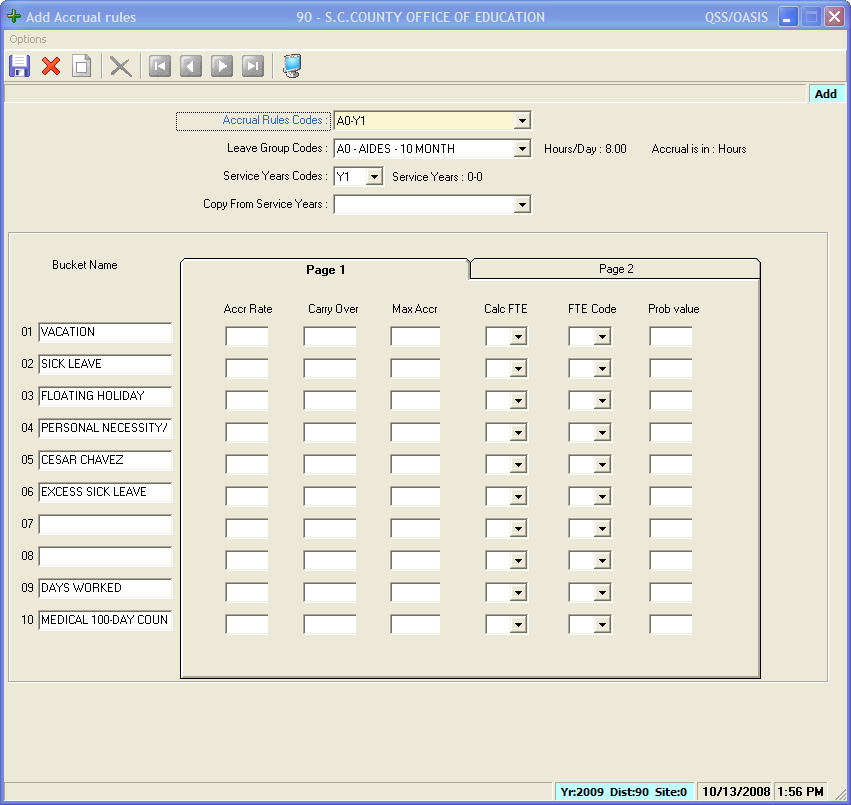 Add Accrual rules 90 - S.C.COUNTY OFFICE OF EDUCATION QSS/OASIS
Options
Add
Accrual Rules Codes : A0-Y1
Leave Group Codes : A0 - AIDES - 10 MONTH Hours/Day : 8.00 Accrual is in : Hours
Service Years Codes : Y1 Service Years : 0-0
Copy From Service Years :
Bucket Name Page 1 Page 2
Accr Rate Carry Over Max Accr Calc FTE FTE Code Prob value
01 VACATION
02 SICK LEAVE
03 FLOATING HOLIDAY
04 PERSONAL NECESSITY/
05 CESAR CHAVEZ
06 EXCESS SICK LEAVE
07
08
09 DAYS WORKED
10 MEDICAL 100-DAY COUN
Yr:2009 Dist:90 Site:0 10/13/2008 1:56 PM